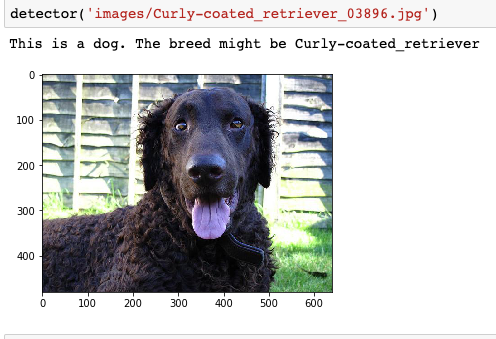 detector('images/Curly-coated_retriever_03896.jpg')
This is a dog. The breed might be Curly-coated_retriever
0
100
200
300
400
0 100 200 300 400 500 600